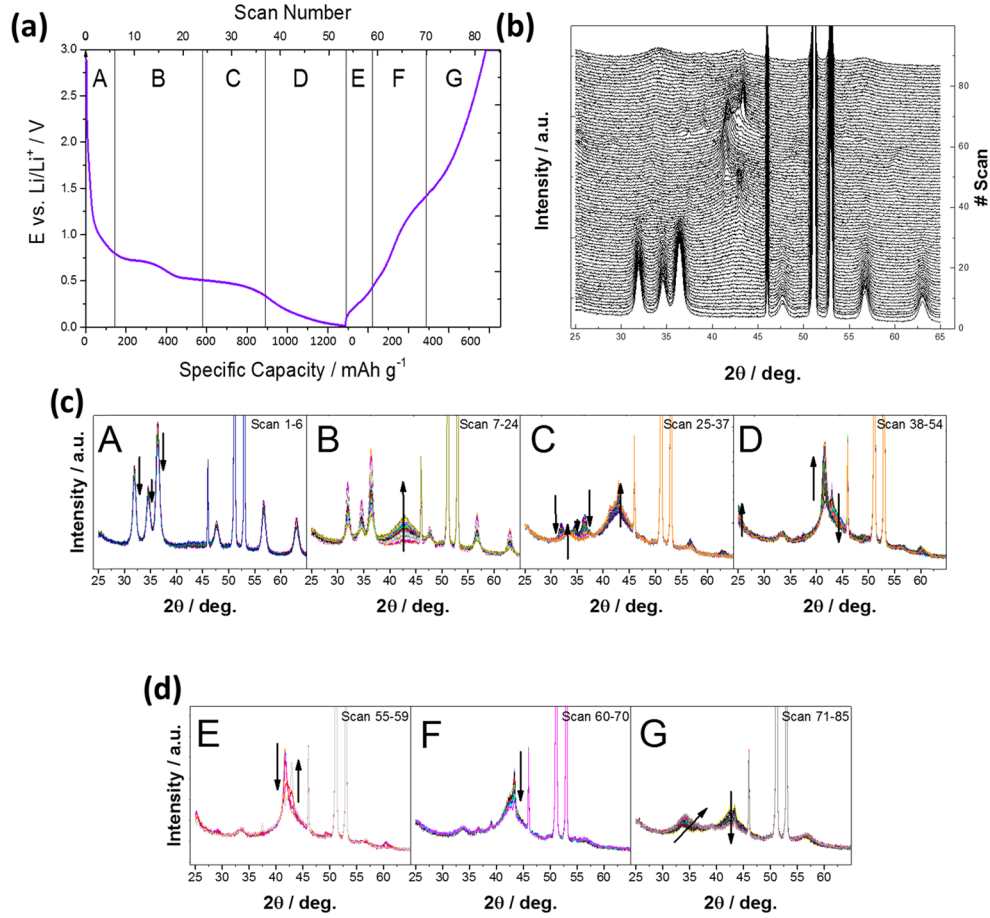 (a)
Scan Number
0 10 20 30 40 50 60 70 80
3.0
2.5
2.0
1.5
1.0
0.5
0.0
E vs. Li/Li+ / V
A B C D E F G
0 200 400 600 800 1000 1200 0 200 400 600
Specific Capacity / mAh g-1
(b)
Intensity / a.u.
80
60
40
20
0
# Scan
25 30 35 40 45 50 55 60 65
2θ / deg.
(c)
Intensity / a.u.
A Scan 1-6
B Scan 7-24
C Scan 25-37
D Scan 38-54
25 30 35 40 45 50 55 60
25 30 35 40 45 50 55 60
25 30 35 40 45 50 55 60
25 30 35 40 45 50 55 60
2θ / deg.
2θ / deg.
2θ / deg.
2θ / deg.
(d)
Intensity / a.u.
E Scan 55-59
F Scan 60-70
G Scan 71-85
25 30 35 40 45 50 55 60
25 30 35 40 45 50 55 60
25 30 35 40 45 50 55 60
2θ / deg.
2θ / deg.
2θ / deg.